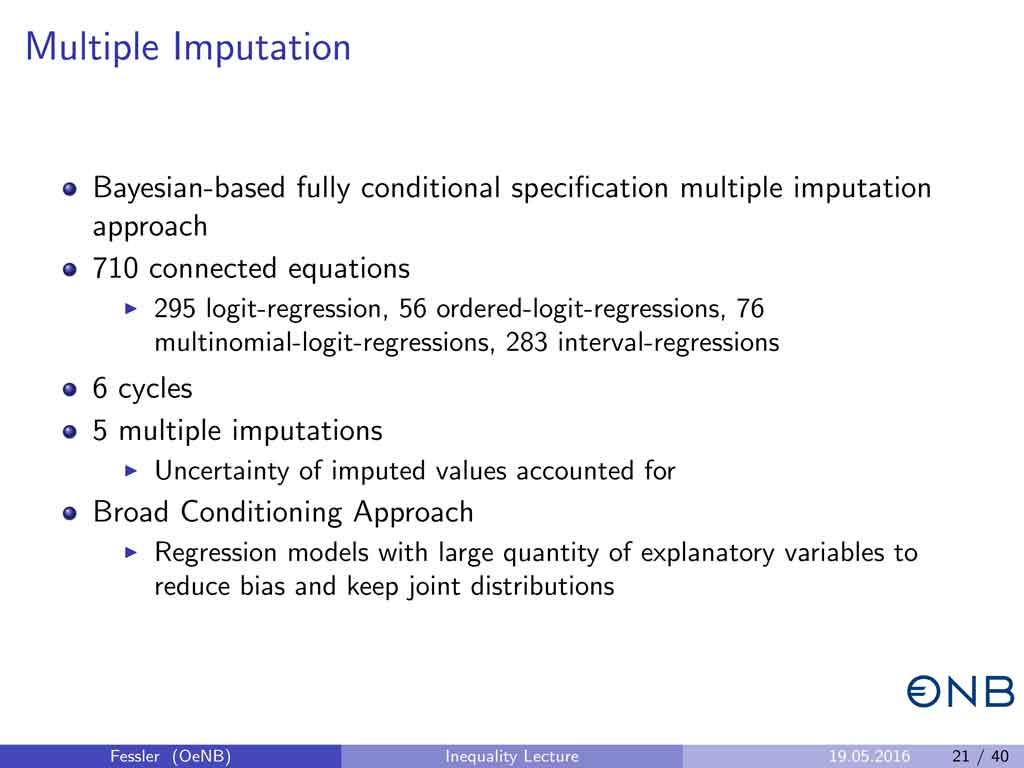 Multiple Imputation
Bayesian-based fully conditional specification multiple imputation
approach
710 connected equations
295 logit-regression, 56 ordered-logit-regressions, 76
multinomial-logit-regressions, 283 interval-regressions
6 cycles
5 multiple imputations
Uncertainty of imputed values accounted for
Broad Conditioning Approach
Regression models with large quantity of explanatory variables to
reduce bias and keep joint distributions
ONB
Fessler (OeNB) Inequality Lecture 19.05.2016 21 / 40